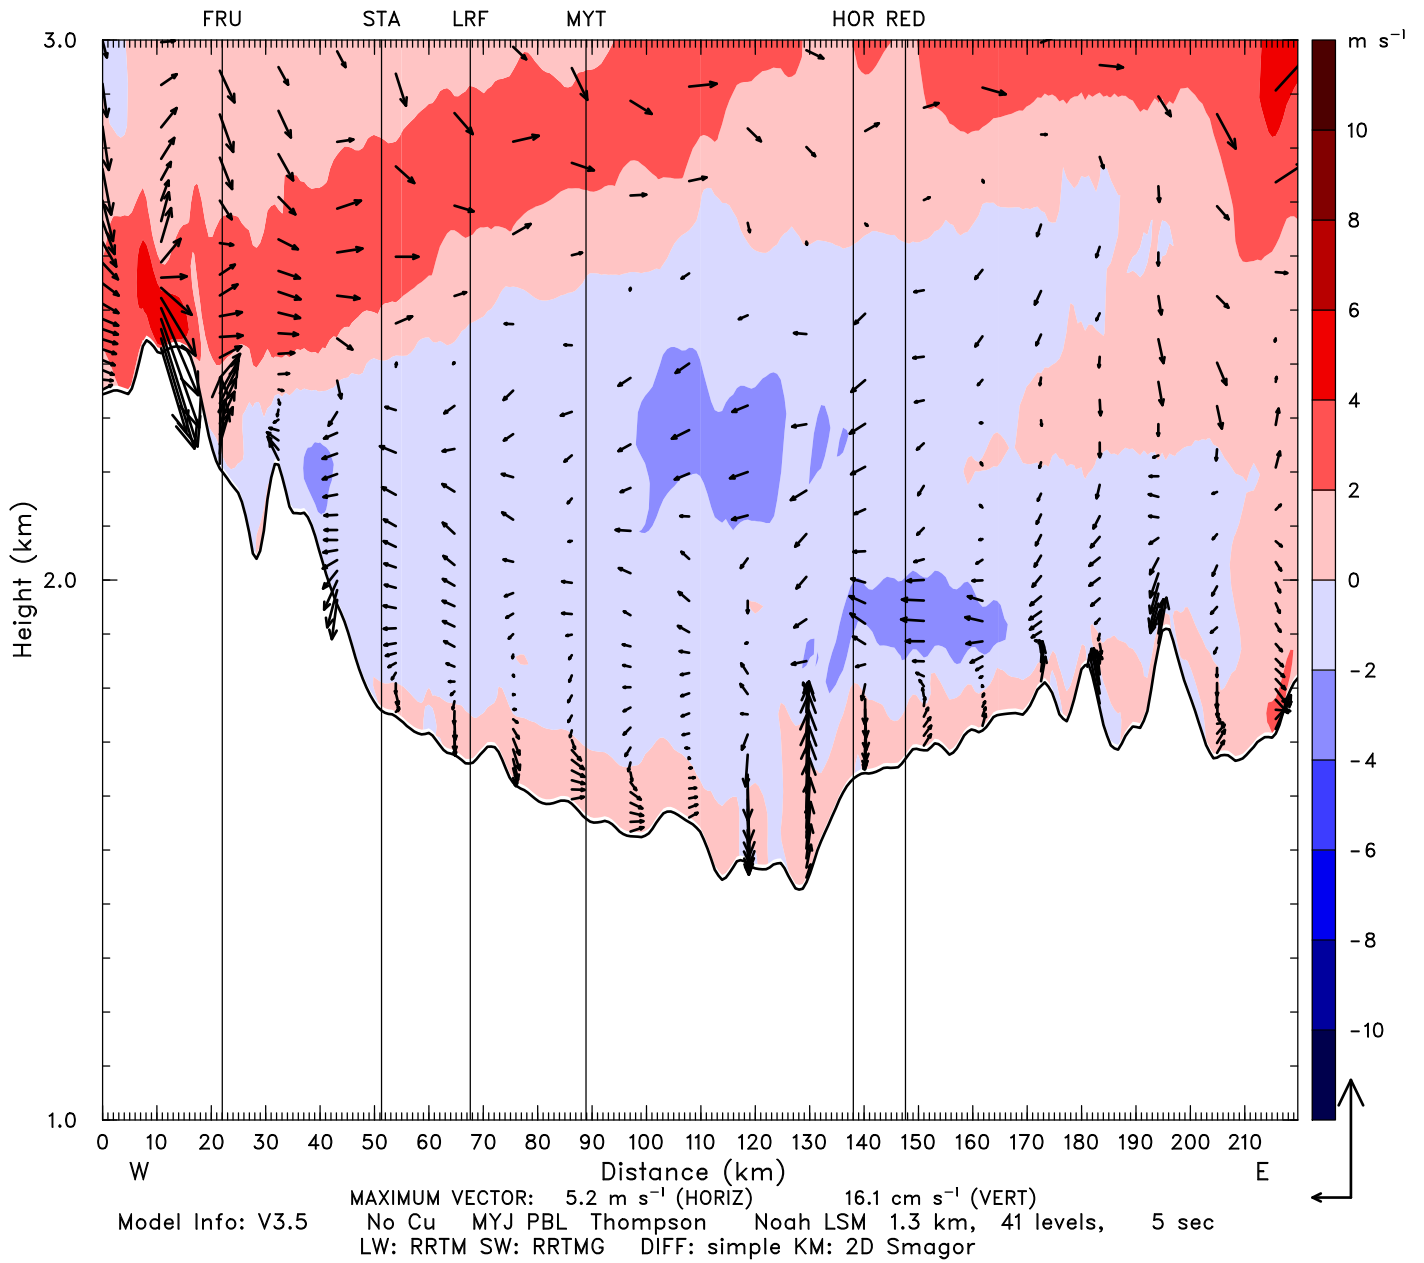 FRU STA LRF MYT HOR RED
3.0
m s⁻¹
10
8
6
4
2
0
-2
-4
-6
-8
-10
Height (km)
2.0
1.0
0 10 20 30 40 50 60 70 80 90 100 110 120 130 140 150 160 170 180 190 200 210
W Distance (km) E
MAXIMUM VECTOR: 5.2 m s⁻¹ (HORIZ) 16.1 cm s⁻¹ (VERT)
Model Info: V3.5 No Cu MYJ PBL Thompson Noah LSM 1.3 km, 41 levels, 5 sec
LW: RRTM SW: RRTMG DIFF: simple KM: 2D Smagor